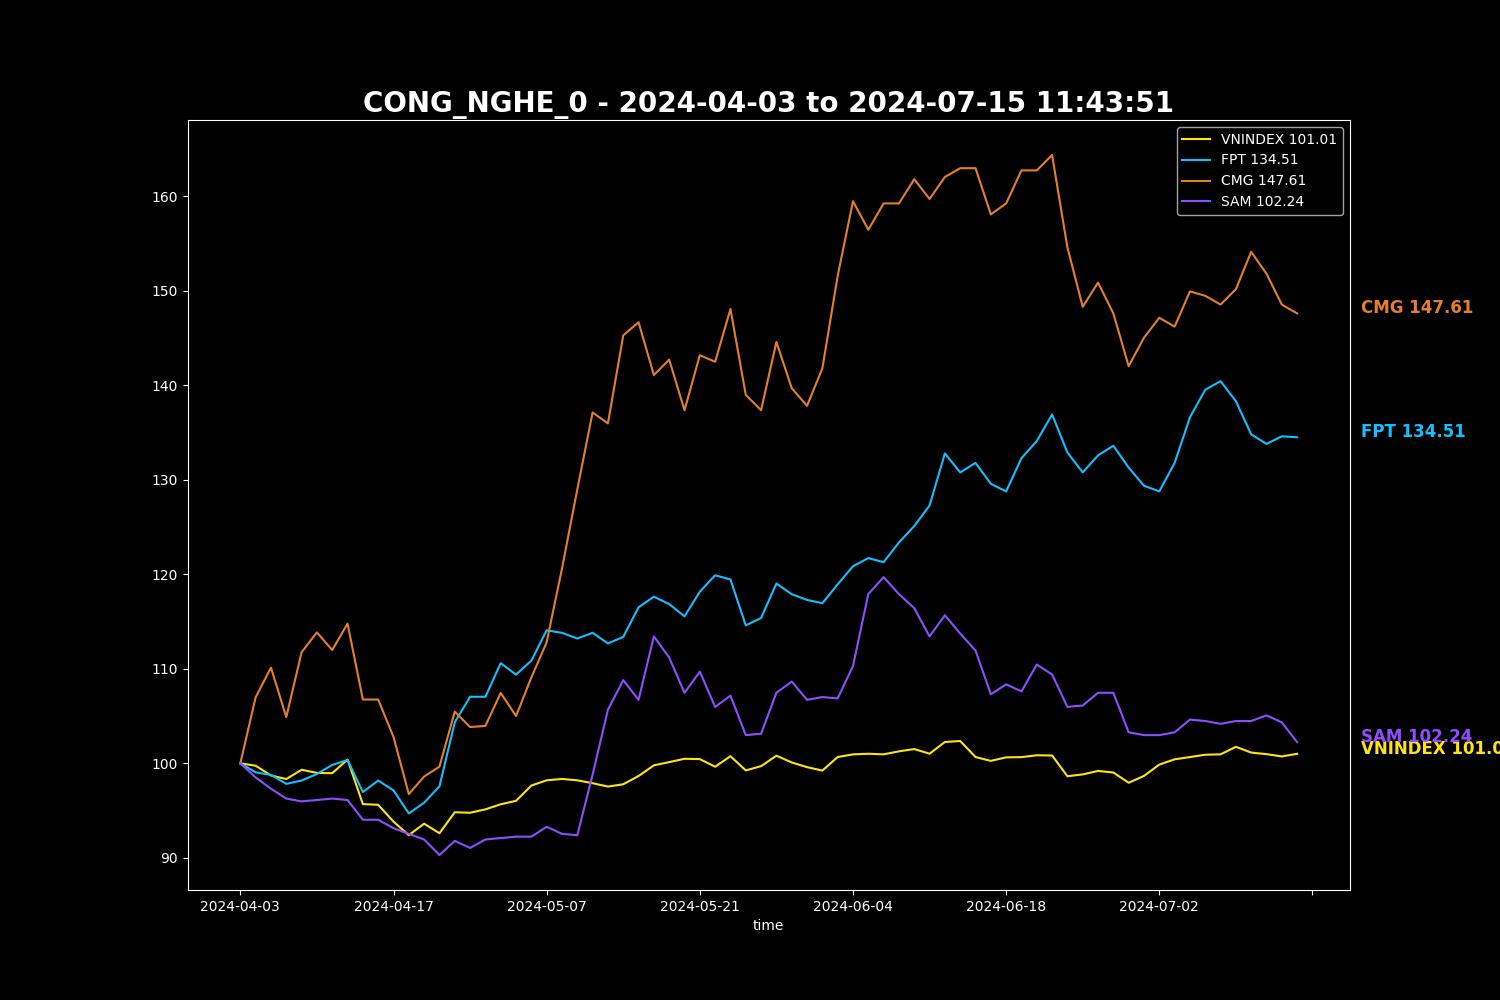 CONG_NGHE_0 - 2024-04-03 to 2024-07-15 11:43:51
VNINDEX 101.01
FPT 134.51
CMG 147.61
SAM 102.24
160
150
140
130
120
110
100
90
CMG 147.61
FPT 134.51
SAM 102.24
VNINDEX 101.0
2024-04-03
2024-04-17
2024-05-07
2024-05-21
2024-06-04
2024-06-18
2024-07-02
time